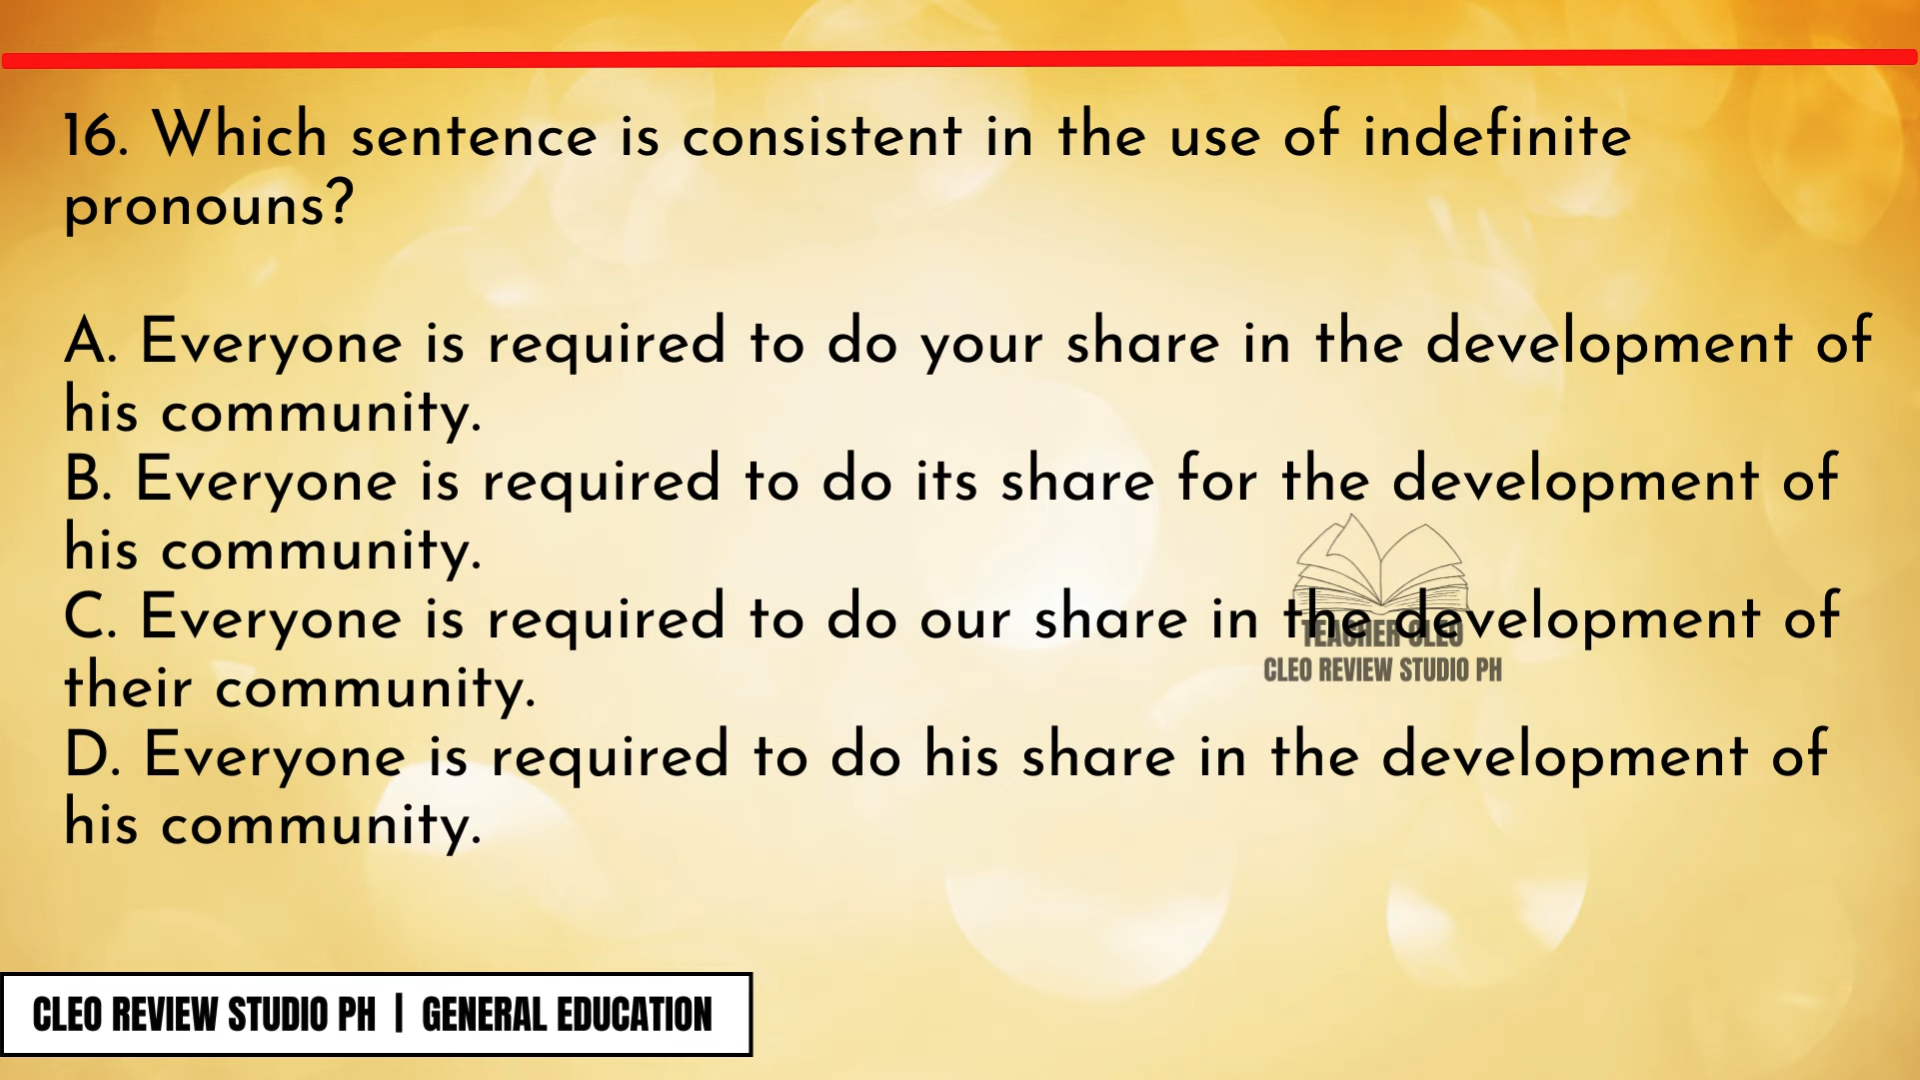 16. Which sentence is consistent in the use of indefinite
pronouns?
A. Everyone is required to do your share in the development of
his community.
B. Everyone is required to do its share for the development of
his community.
C. Everyone is required to do our share in the development of
their community.
D. Everyone is required to do his share in the development of
his community.
TEACHER CLEO
CLEO REVIEW STUDIO PH
CLEO REVIEW STUDIO PH | GENERAL EDUCATION